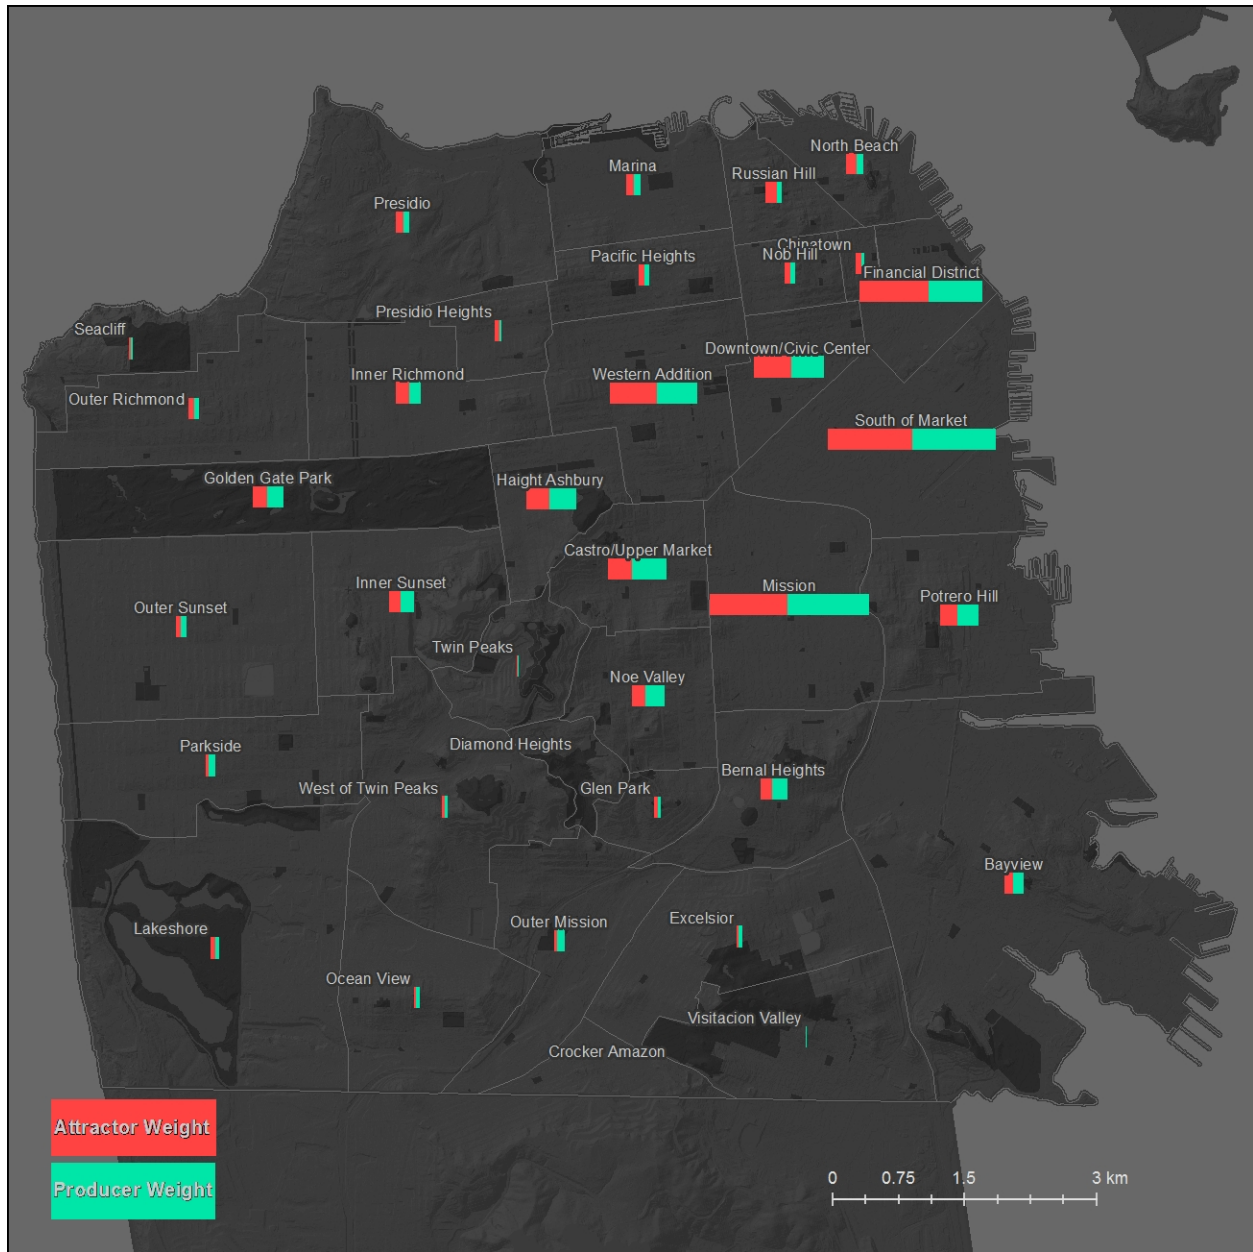 North Beach
Marina
Russian Hill
Presidio
Chinatown
Pacific Heights
Nob Hill
Financial District
Presidio Heights
Seacliff
Downtown/Civic Center
Inner Richmond
Western Addition
Outer Richmond
South of Market
Golden Gate Park
Haight Ashbury
Castro/Upper Market
Inner Sunset
Mission
Potrero Hill
Outer Sunset
Twin Peaks
Noe Valley
Parkside
Diamond Heights
Bernal Heights
West of Twin Peaks
Glen Park
Bayview
Outer Mission
Excelsior
Lakeshore
Ocean View
Visitacion Valley
Crocker Amazon
Attractor Weight
Producer Weight
0 0.75 1.5 3 km